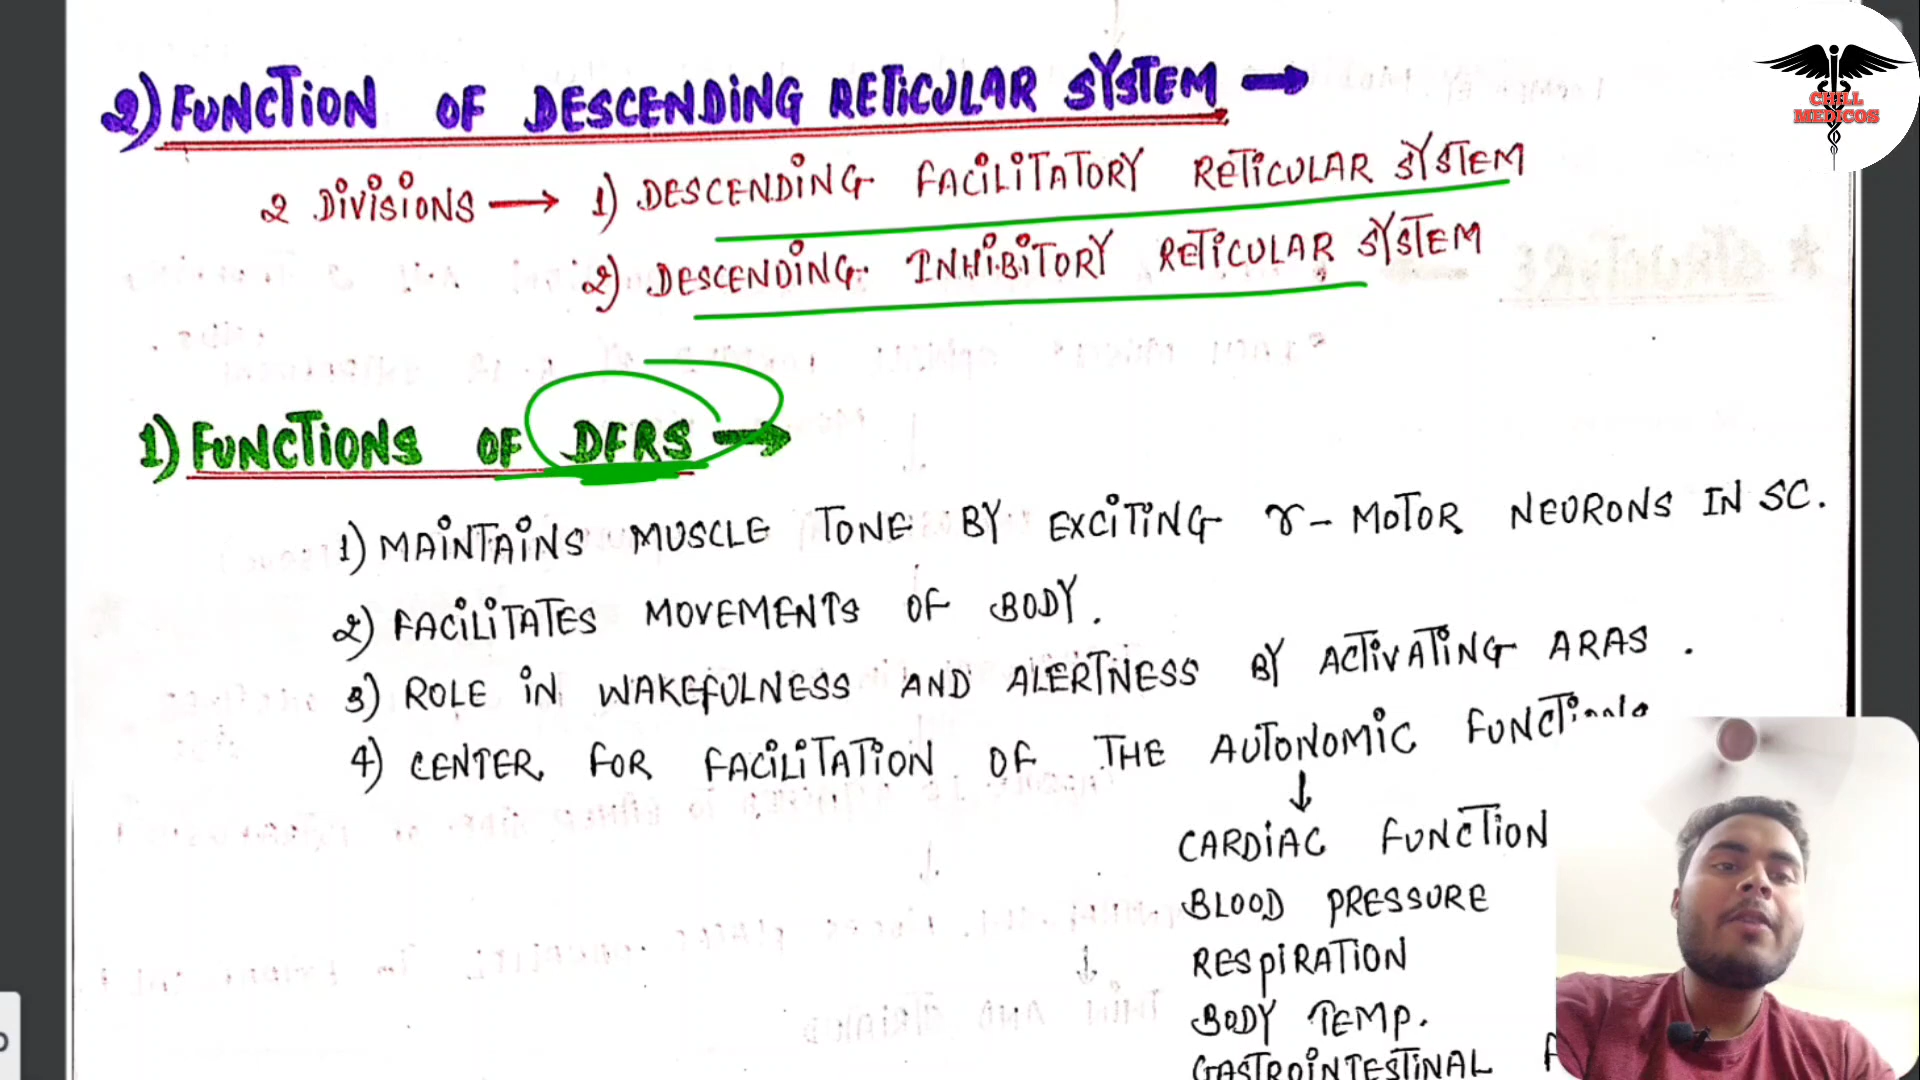 2) FUNCTION OF DESCENDING RETICULAR SYSTEM →
2 DIVISIONS → 1) DESCENDING FACILITATORY RETICULAR SYSTEM
2) DESCENDING INHIBITORY RETICULAR SYSTEM
1) FUNCTIONS OF DFRS →
1) MAINTAINS MUSCLE TONE BY EXCITING γ-MOTOR NEURONS IN SC.
2) FACILITATES MOVEMENTS OF BODY.
3) ROLE IN WAKEFULNESS AND ALERTNESS BY ACTIVATING ARAS.
4) CENTER FOR FACILITATION OF THE AUTONOMIC FUNCTIONS
↓
CARDIAC FUNCTION
BLOOD PRESSURE
RESPIRATION
BODY TEMP.
GASTROINTESTINAL
CHILL
MEDICOS